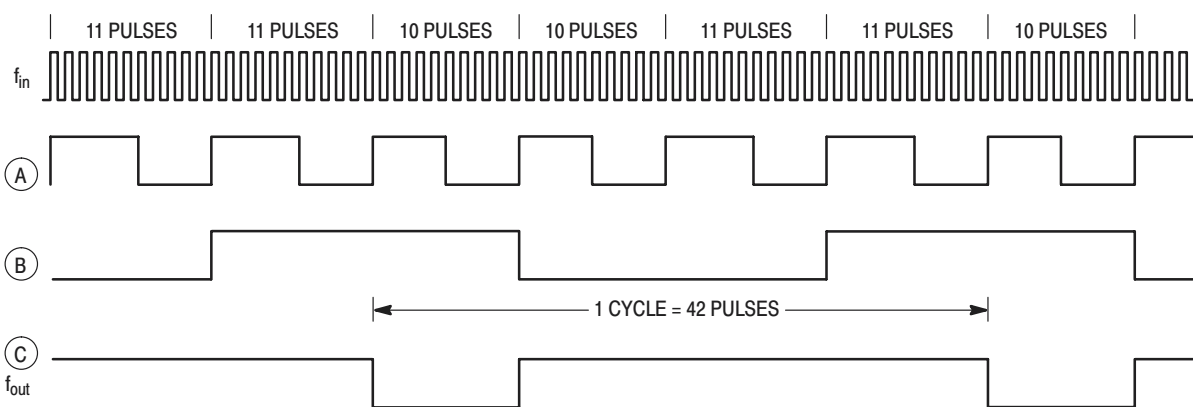 11 PULSES 11 PULSES 10 PULSES 10 PULSES 11 PULSES 11 PULSES 10 PULSES
fin
A
B
1 CYCLE = 42 PULSES
C
fout